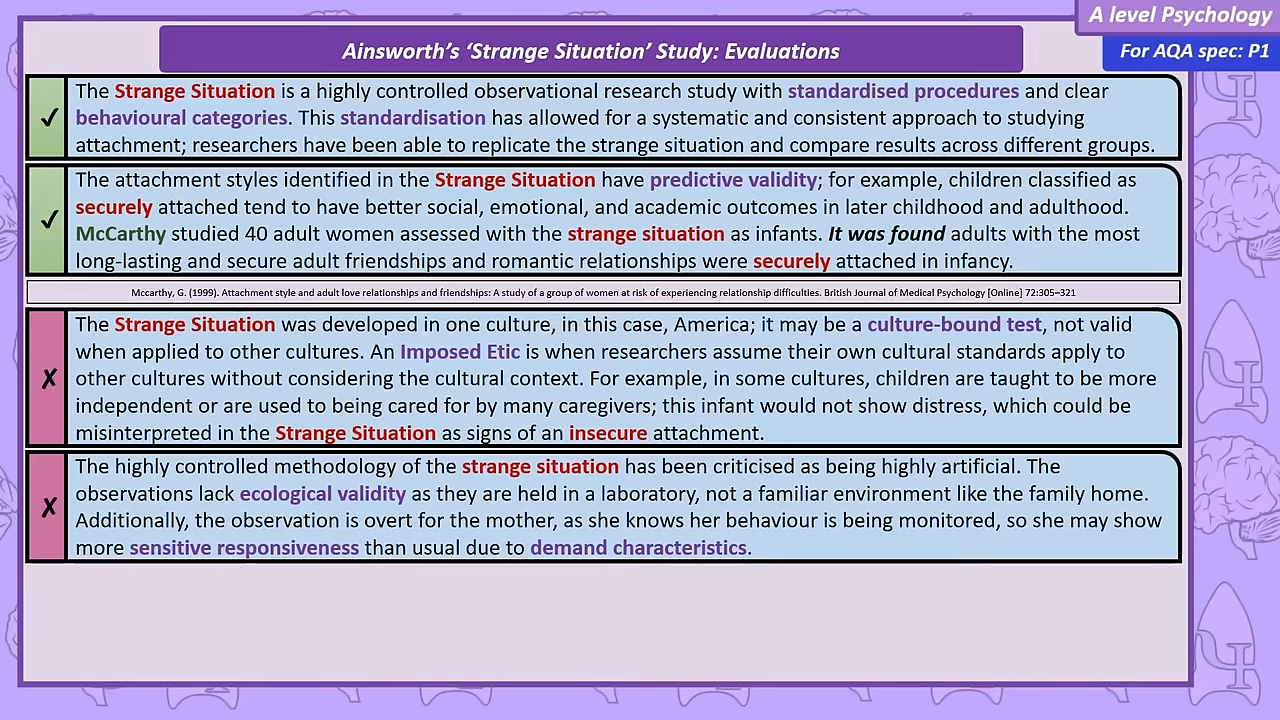 A level Psychology
For AQA spec: P1
Ainsworth's 'Strange Situation' Study: Evaluations
✓
The Strange Situation is a highly controlled observational research study with standardised procedures and clear
behavioural categories. This standardisation has allowed for a systematic and consistent approach to studying
attachment; researchers have been able to replicate the strange situation and compare results across different groups.
✓
The attachment styles identified in the Strange Situation have predictive validity; for example, children classified as
securely attached tend to have better social, emotional, and academic outcomes in later childhood and adulthood.
McCarthy studied 40 adult women assessed with the strange situation as infants. It was found adults with the most
long-lasting and secure adult friendships and romantic relationships were securely attached in infancy.
Mccarthy, G. (1999). Attachment style and adult love relationships and friendships: A study of a group of women at risk of experiencing relationship difficulties. British Journal of Medical Psychology [Online] 72:305–321
✗
The Strange Situation was developed in one culture, in this case, America; it may be a culture-bound test, not valid
when applied to other cultures. An Imposed Etic is when researchers assume their own cultural standards apply to
other cultures without considering the cultural context. For example, in some cultures, children are taught to be more
independent or are used to being cared for by many caregivers; this infant would not show distress, which could be
misinterpreted in the Strange Situation as signs of an insecure attachment.
✗
The highly controlled methodology of the strange situation has been criticised as being highly artificial. The
observations lack ecological validity as they are held in a laboratory, not a familiar environment like the family home.
Additionally, the observation is overt for the mother, as she knows her behaviour is being monitored, so she may show
more sensitive responsiveness than usual due to demand characteristics.